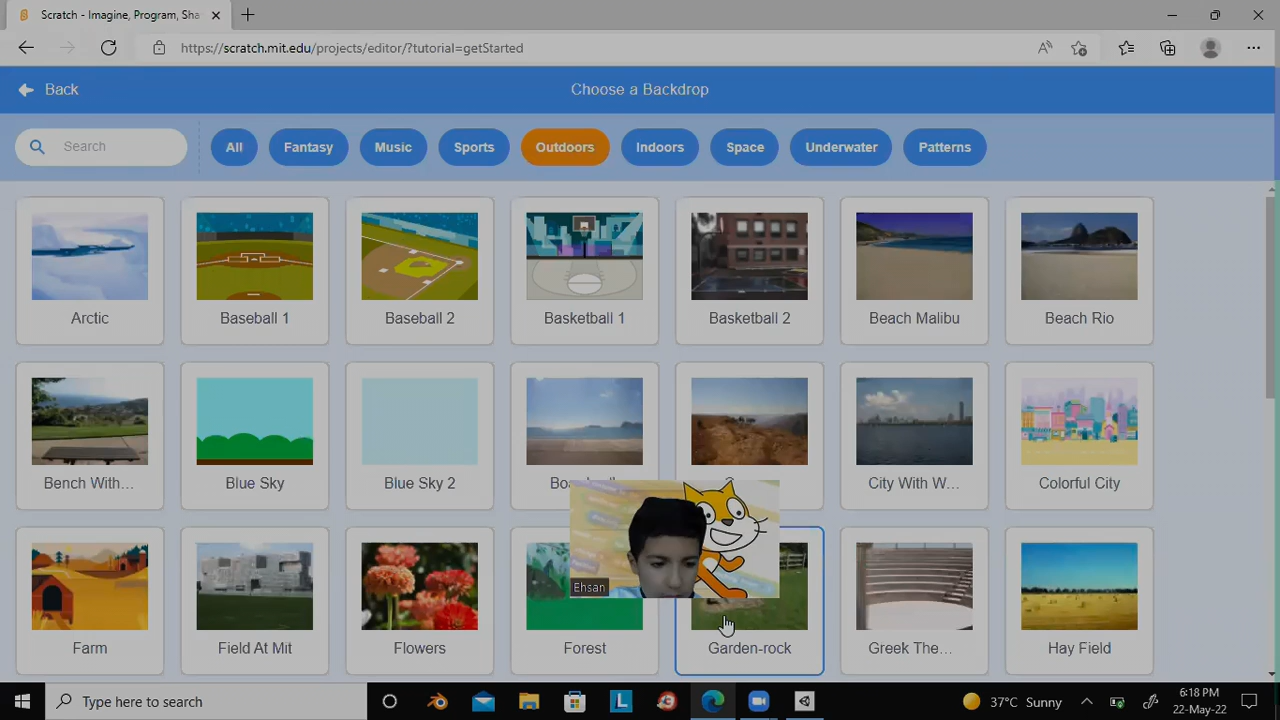 Scratch - Imagine, Program, Sha
https://scratch.mit.edu/projects/editor/?tutorial=getStarted
Back
Choose a Backdrop
Search
All
Fantasy
Music
Sports
Outdoors
Indoors
Space
Underwater
Patterns
Arctic
Baseball 1
Baseball 2
Basketball 1
Basketball 2
Beach Malibu
Beach Rio
Bench With...
Blue Sky
Blue Sky 2
City With W...
Colorful City
Ehsan
Farm
Field At Mit
Flowers
Forest
Garden-rock
Greek The...
Hay Field
Type here to search
37°C Sunny
6:18 PM
22-May-22